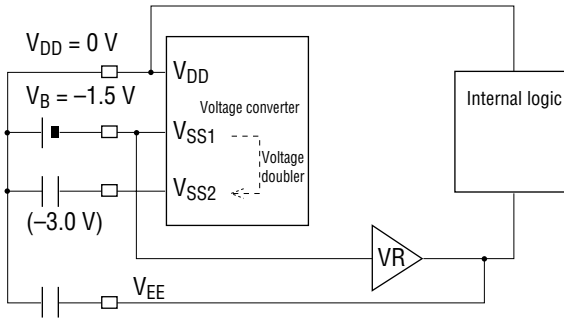 V_DD = 0 V
V_B = –1.5 V
V_DD
Voltage converter
V_SS1
Voltage
doubler
V_SS2
(–3.0 V)
Internal logic
VR
V_EE